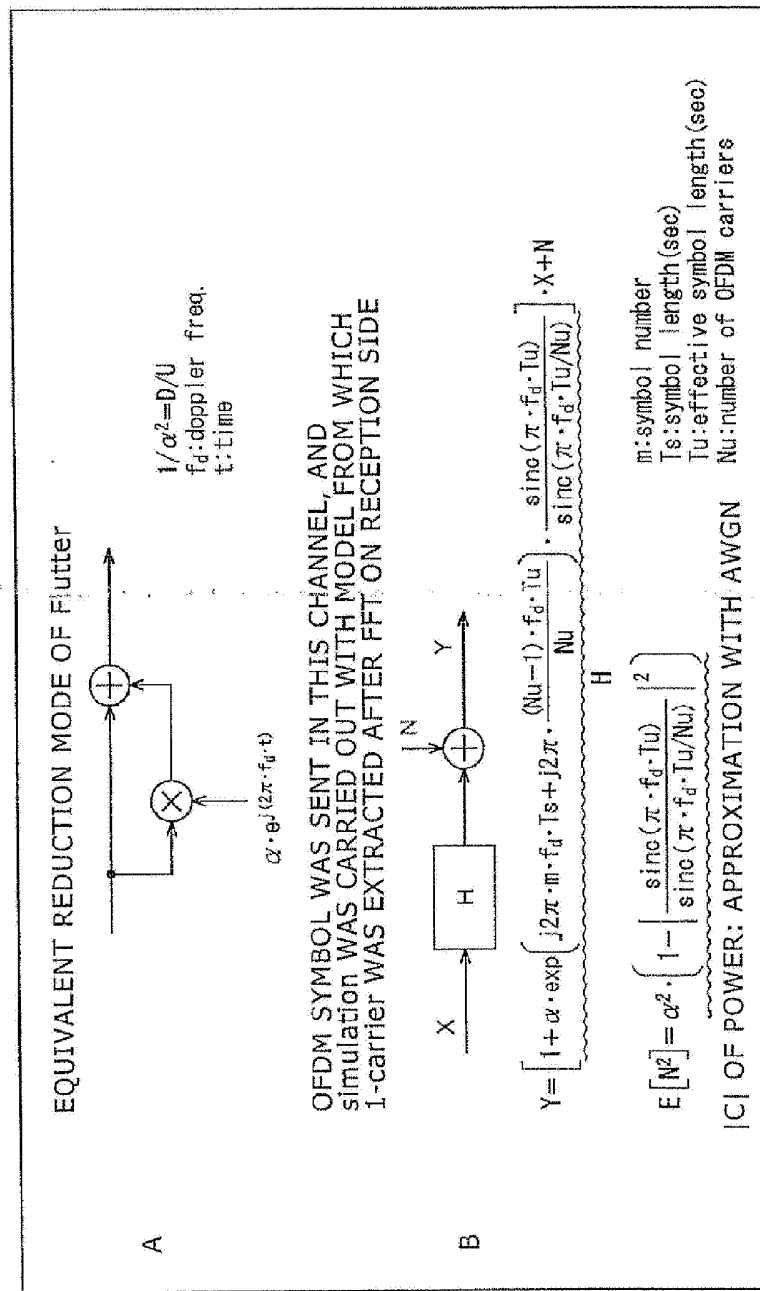 EQUIVALENT REDUCTION MODE OF Flutter
A
α·e^j(2π·f_d·t)
1/α²=D/U
f_d:doppler freq.
t:time
OFDM SYMBOL WAS SENT IN THIS CHANNEL, AND
simulation WAS CARRIED OUT WITH MODEL FROM WHICH
1-carrier WAS EXTRACTED AFTER FFT ON RECEPTION SIDE
B
X
H
N
Y
Y=[1+α·exp(j2π·m·f_d·Ts+j2π·(Nu-1)·f_d·Tu/Nu)·sinc(π·f_d·Tu)/sinc(π·f_d·Tu/Nu)]·X+N
H
E[N²]=α²·(1-|sinc(π·f_d·Tu)/sinc(π·f_d·Tu/Nu)|²)
|C| OF POWER: APPROXIMATION WITH AWGN
m:symbol number
Ts:symbol length(sec)
Tu:effective symbol length(sec)
Nu:number of OFDM carriers